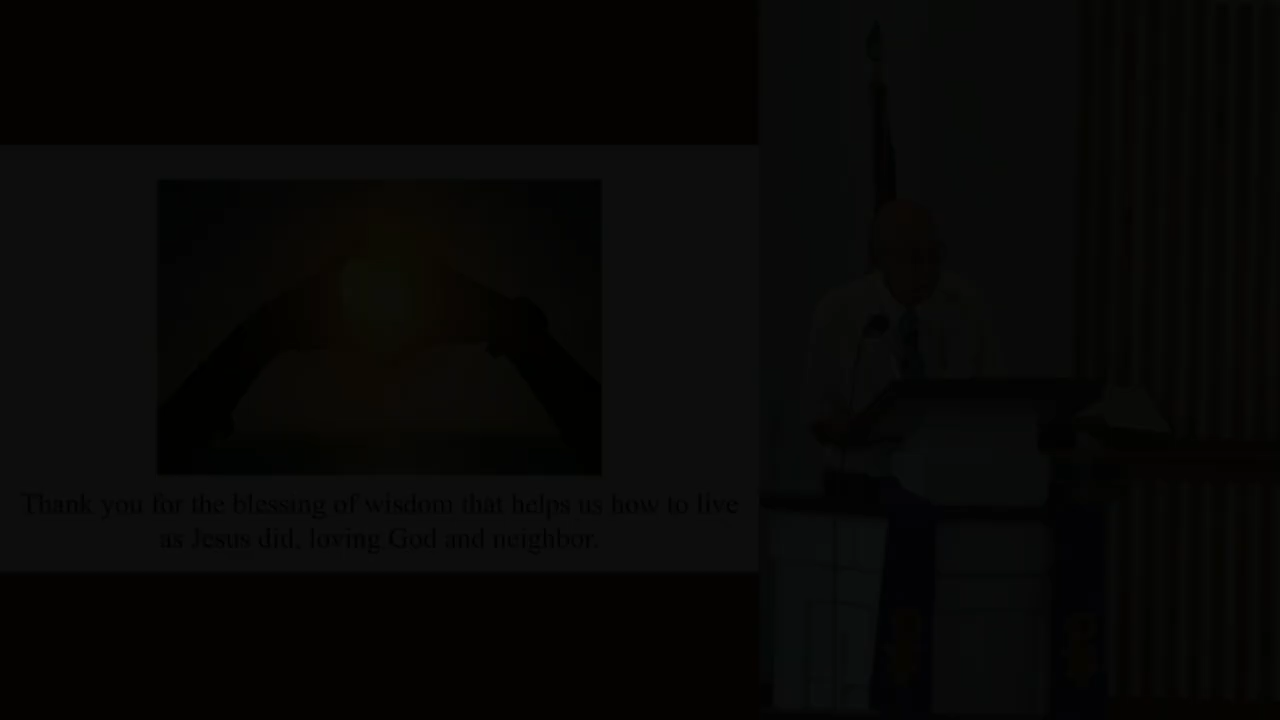 Thank you for the blessing of wisdom that helps us how to live
as Jesus did, loving God and neighbor.